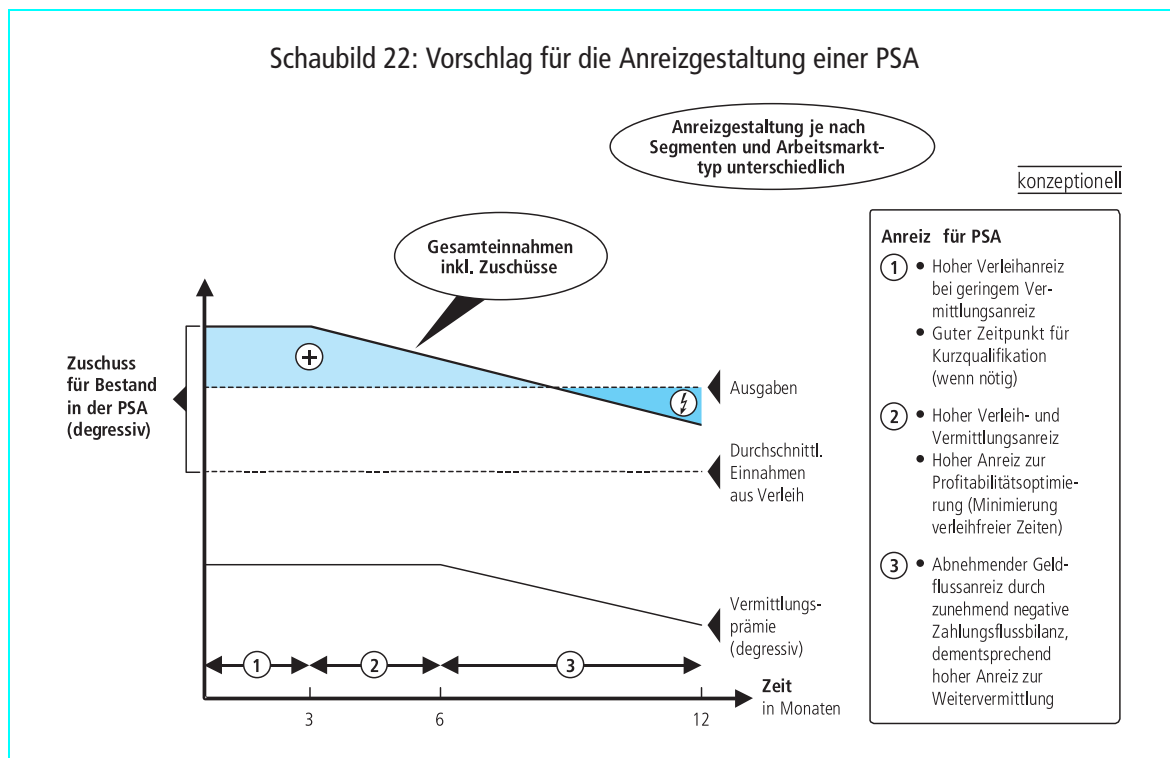 Schaubild 22: Vorschlag für die Anreizgestaltung einer PSA
Anreizgestaltung je nach
Segmenten und Arbeitsmarkt-
typ unterschiedlich
konzeptionell
Gesamteinnahmen
inkl. Zuschüsse
Zuschuss
für Bestand
in der PSA
(degressiv)
+
Ausgaben
Durchschnittl.
Einnahmen
aus Verleih
Vermittlungs-
prämie
(degressiv)
1
2
3
Zeit
in Monaten
3
6
12
Anreiz für PSA
1 • Hoher Verleihanreiz
bei geringem Ver-
mittlungsanreiz
• Guter Zeitpunkt für
Kurzqualifikation
(wenn nötig)
2 • Hoher Verleih- und
Vermittlungsanreiz
• Hoher Anreiz zur
Profitabilitätsoptimie-
rung (Minimierung
verleihfreier Zeiten)
3 • Abnehmender Geld-
flussanreiz durch
zunehmend negative
Zahlungsflussbilanz,
dementsprechend
hoher Anreiz zur
Weitervermittlung